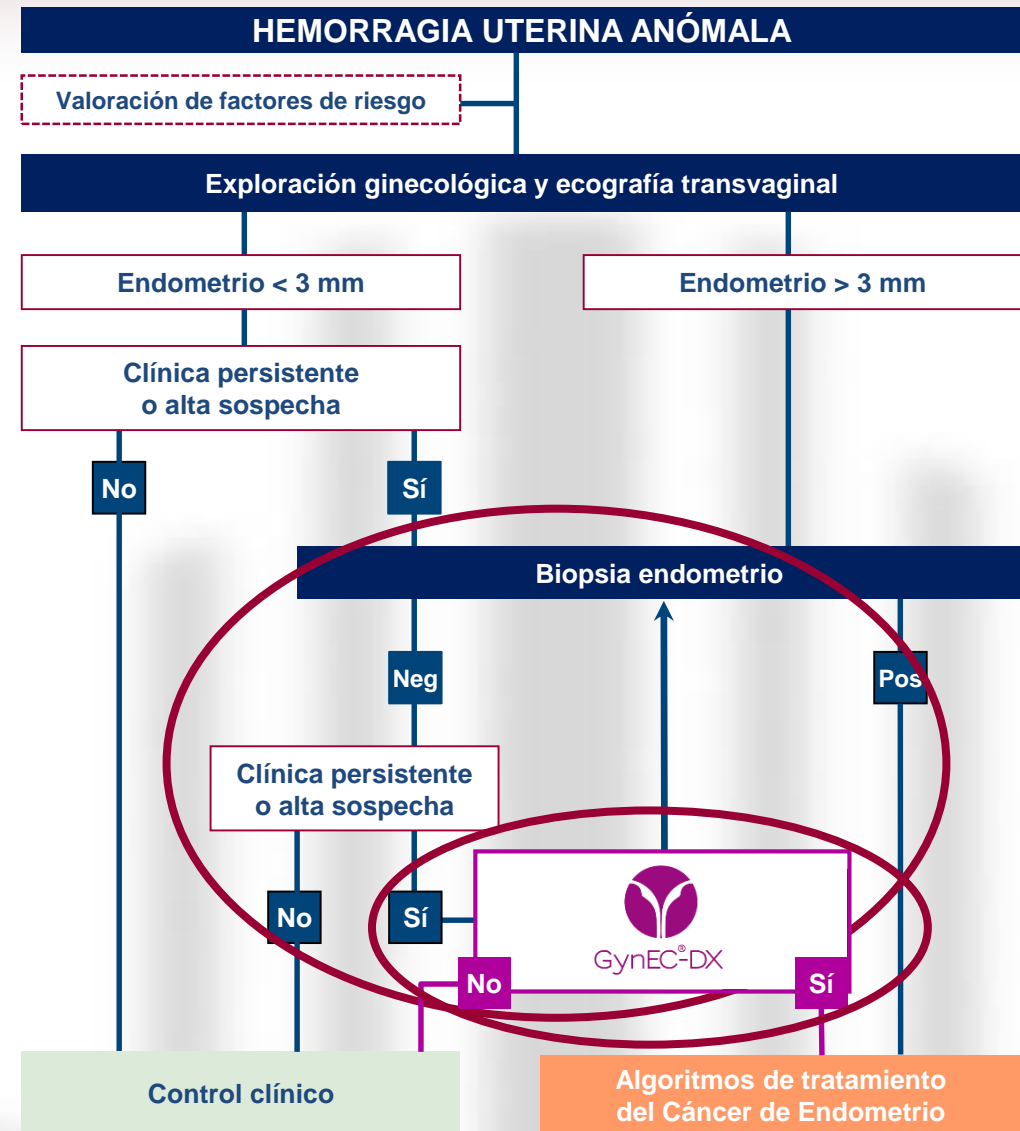 HEMORRAGIA UTERINA ANÓMALA
Valoración de factores de riesgo
Exploración ginecológica y ecografía transvaginal
Endometrio < 3 mm
Endometrio > 3 mm
Clínica persistente
o alta sospecha
No
Sí
Biopsia endometrio
Neg
Pos
Clínica persistente
o alta sospecha
No
Sí
GynEC®-DX
No
Sí
Control clínico
Algoritmos de tratamiento
del Cáncer de Endometrio